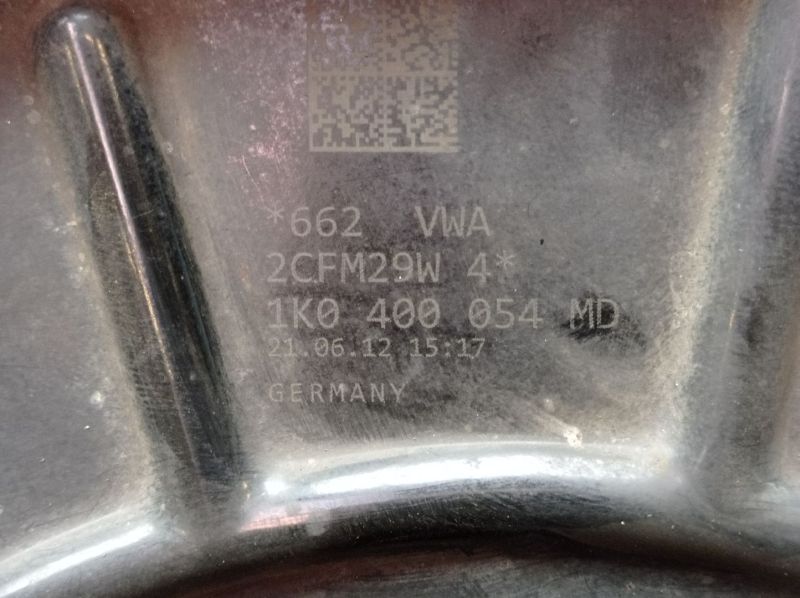 *662 VWA
2CFM29W 4*
1K0 400 054 MD
21.06.12 15:17
GERMANY